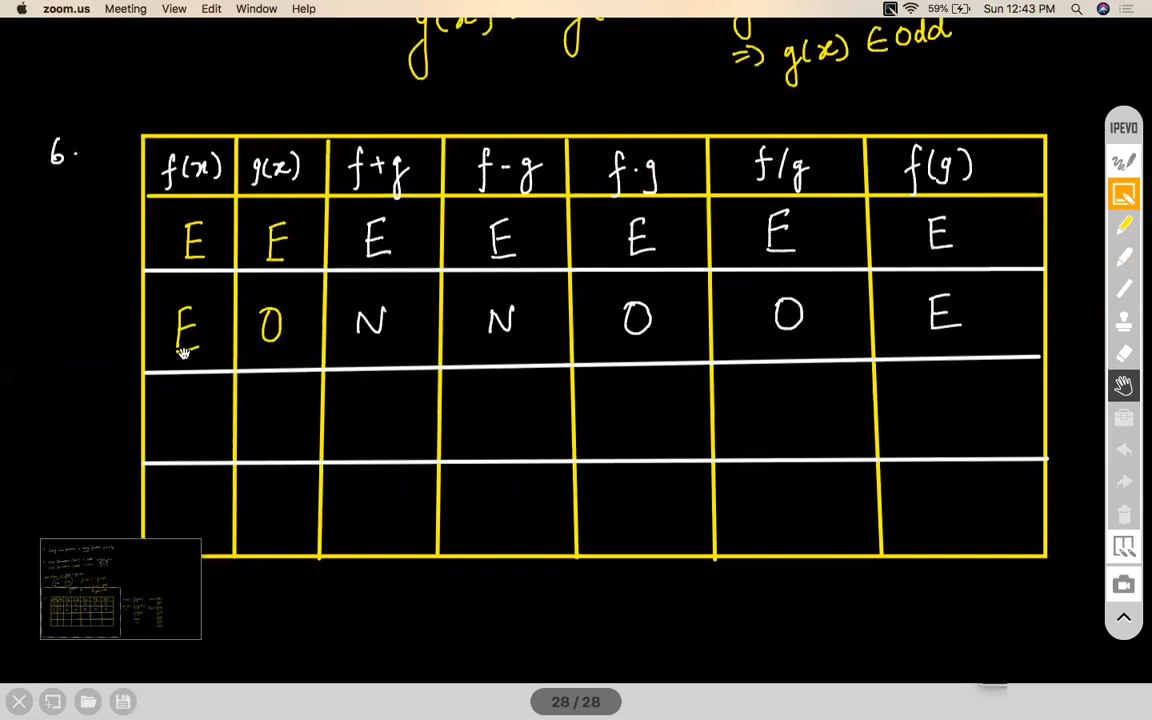 zoom.us Meeting View Edit Window Help 59% Sun 12:43 PM
g(x)
⇒ g(x) ∈ Odd
IPEVO
6.
f(x) g(x) f+g f-g f·g f/g f(g)
E E E E E E E
E O N N O O E
28 / 28